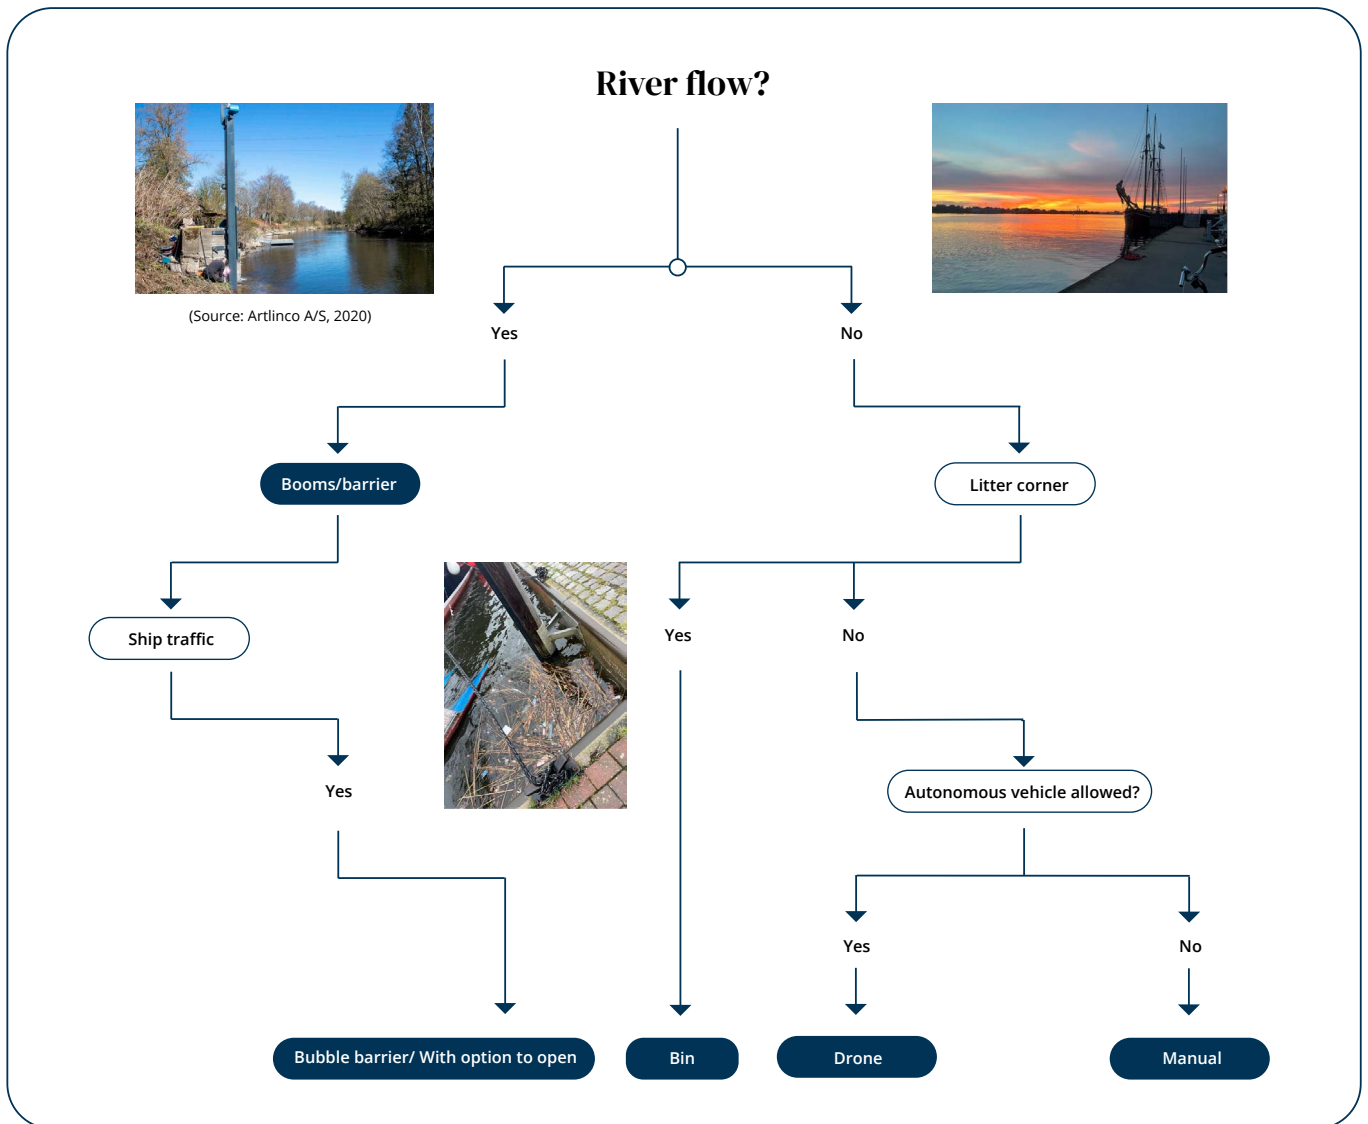 River flow?
(Source: Artlinco A/S, 2020)
Yes
No
Booms/barrier
Litter corner
Ship traffic
Yes
No
Yes
Autonomous vehicle allowed?
Yes
No
Bubble barrier/ With option to open
Bin
Drone
Manual